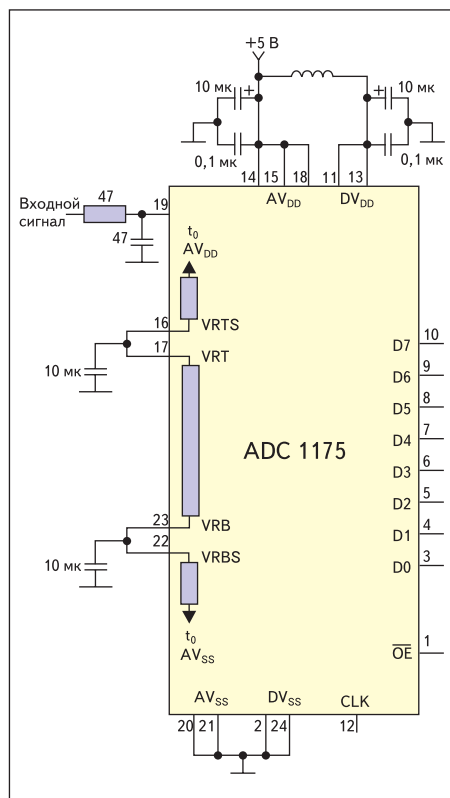 +5 В
10 мк + + 10 мк
0,1 мк 0,1 мк
14 15 18 11 13
AVDD DVDD
Входной
сигнал
47
19
47
t0
AVDD
16 VRTS
17 VRT
10 мк
D7 10
D6 9
D5 8
D4 7
D3 6
D2 5
D1 4
D0 3
ADC 1175
23 VRB
22 VRBS
10 мк
t0
AVSS
OE 1
AVSS DVSS CLK
20 21 2 24 12